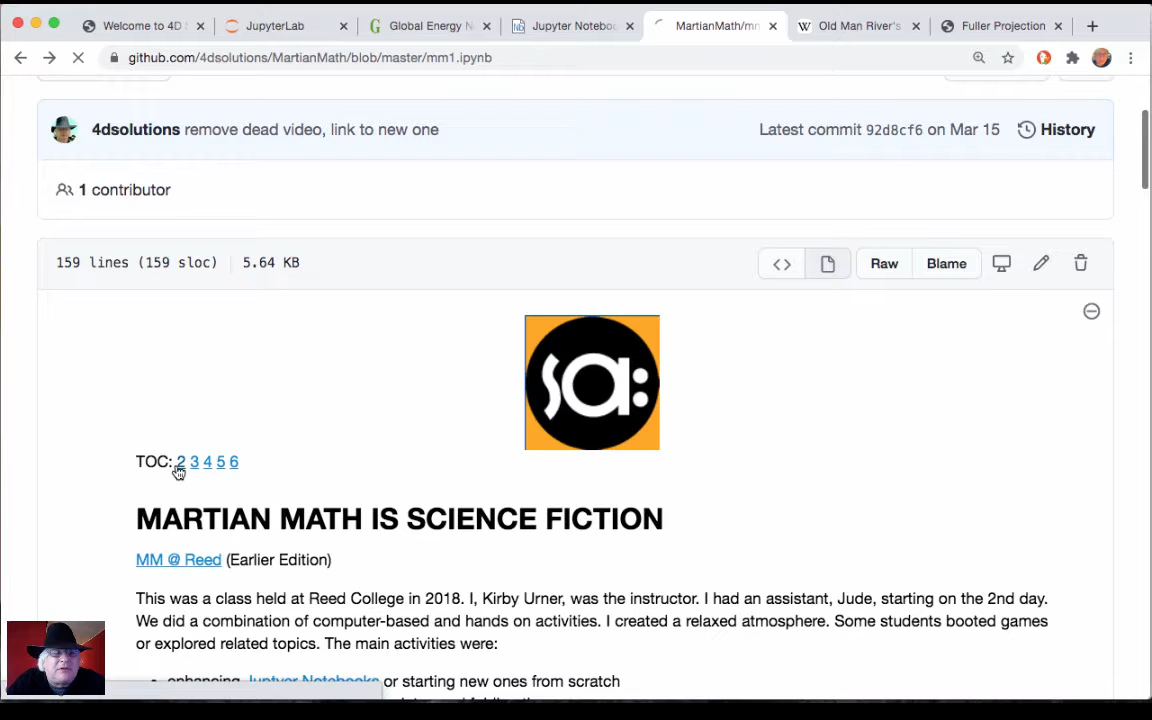 Welcome to 4D S
JupyterLab
Global Energy N
Jupyter Noteboo
MartianMath/mn
Old Man River's
Fuller Projection
github.com/4dsolutions/MartianMath/blob/master/mm1.ipynb
4dsolutions remove dead video, link to new one
Latest commit 92d8cf6 on Mar 15
History
1 contributor
159 lines (159 sloc)
5.64 KB
Raw
Blame
sa:
TOC: 2 3 4 5 6
MARTIAN MATH IS SCIENCE FICTION
MM @ Reed (Earlier Edition)
This was a class held at Reed College in 2018. I, Kirby Urner, was the instructor. I had an assistant, Jude, starting on the 2nd day.
We did a combination of computer-based and hands on activities. I created a relaxed atmosphere. Some students booted games
or explored related topics. The main activities were:
enhancing Juptyer Notebooks or starting new ones from scratch